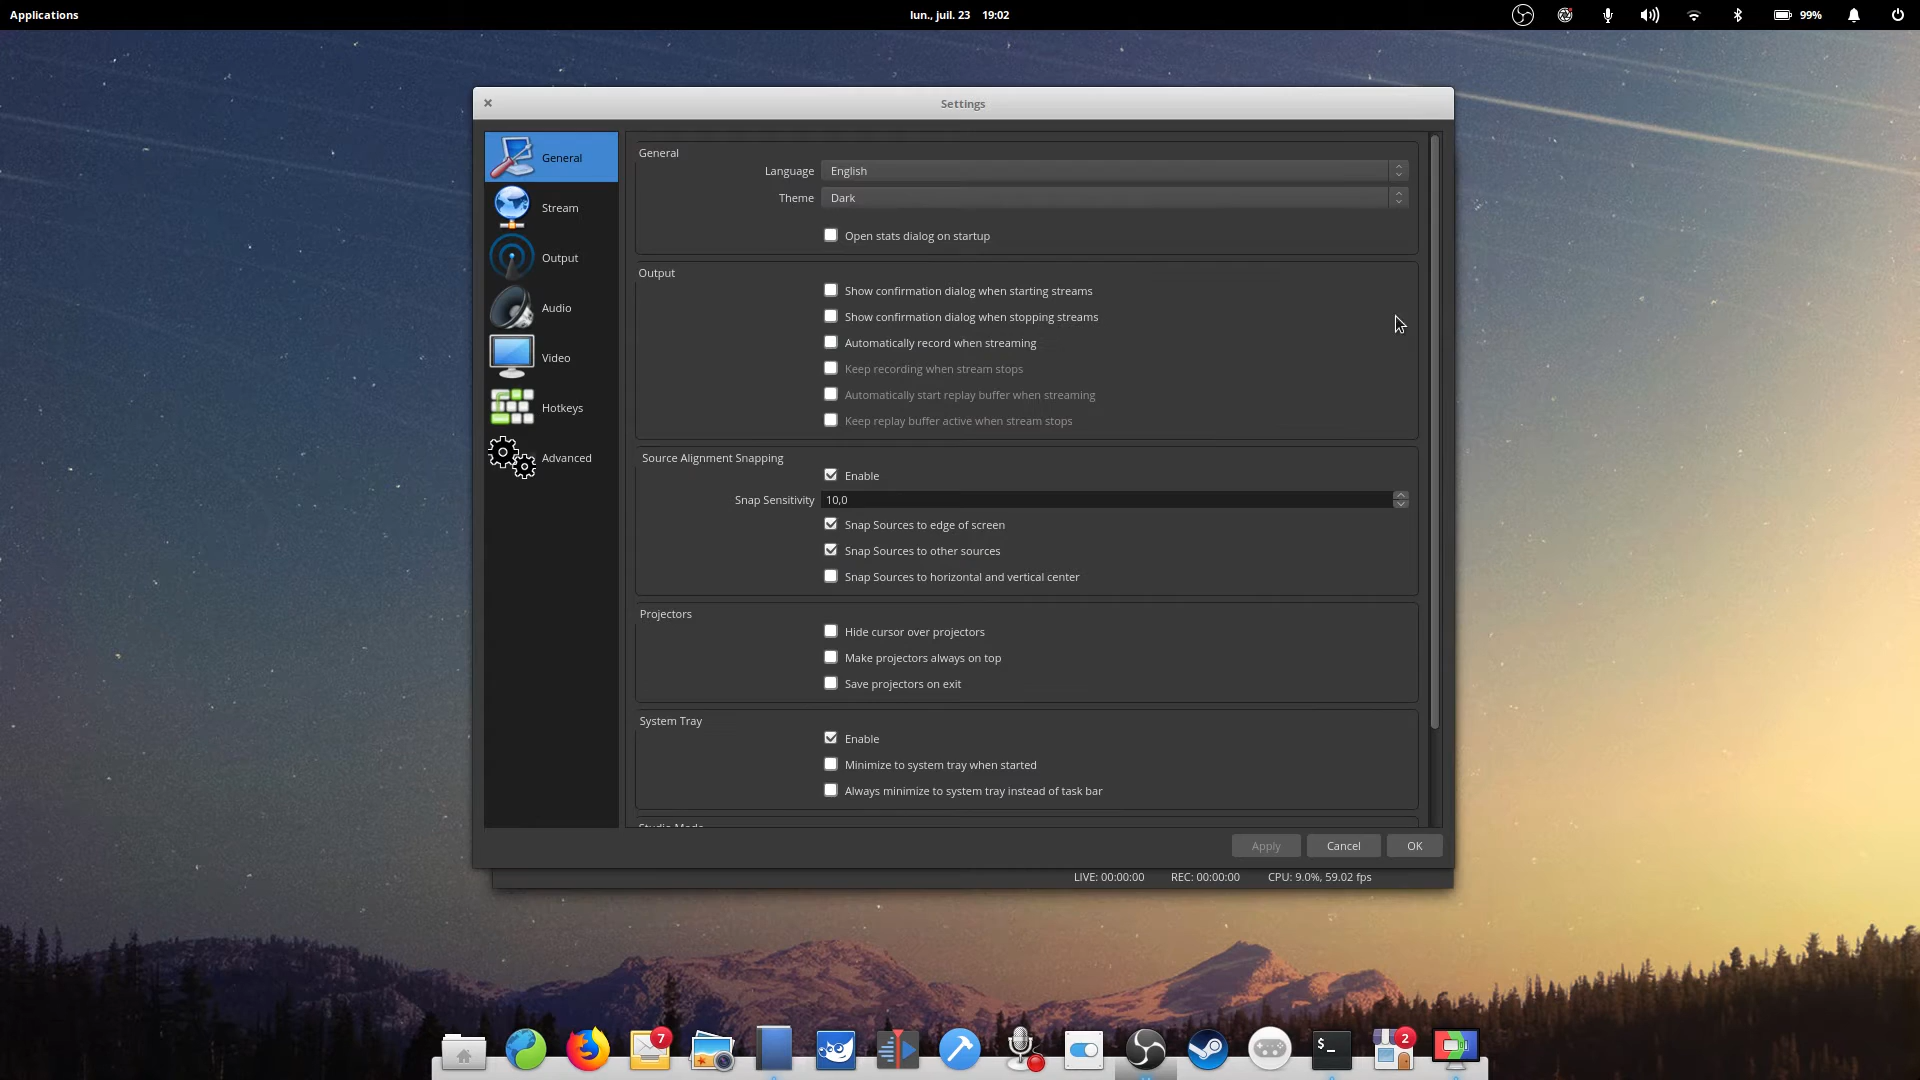 Applications
lun., juil. 23 19:02
99%
Settings
General
Stream
Output
Audio
Video
Hotkeys
Advanced
General
Language English
Theme Dark
Open stats dialog on startup
Output
Show confirmation dialog when starting streams
Show confirmation dialog when stopping streams
Automatically record when streaming
Keep recording when stream stops
Automatically start replay buffer when streaming
Keep replay buffer active when stream stops
Source Alignment Snapping
Enable
Snap Sensitivity 10,0
Snap Sources to edge of screen
Snap Sources to other sources
Snap Sources to horizontal and vertical center
Projectors
Hide cursor over projectors
Make projectors always on top
Save projectors on exit
System Tray
Enable
Minimize to system tray when started
Always minimize to system tray instead of task bar
Studio Mode
Apply Cancel OK
LIVE: 00:00:00 REC: 00:00:00 CPU: 9.0%, 59.02 fps
7
2